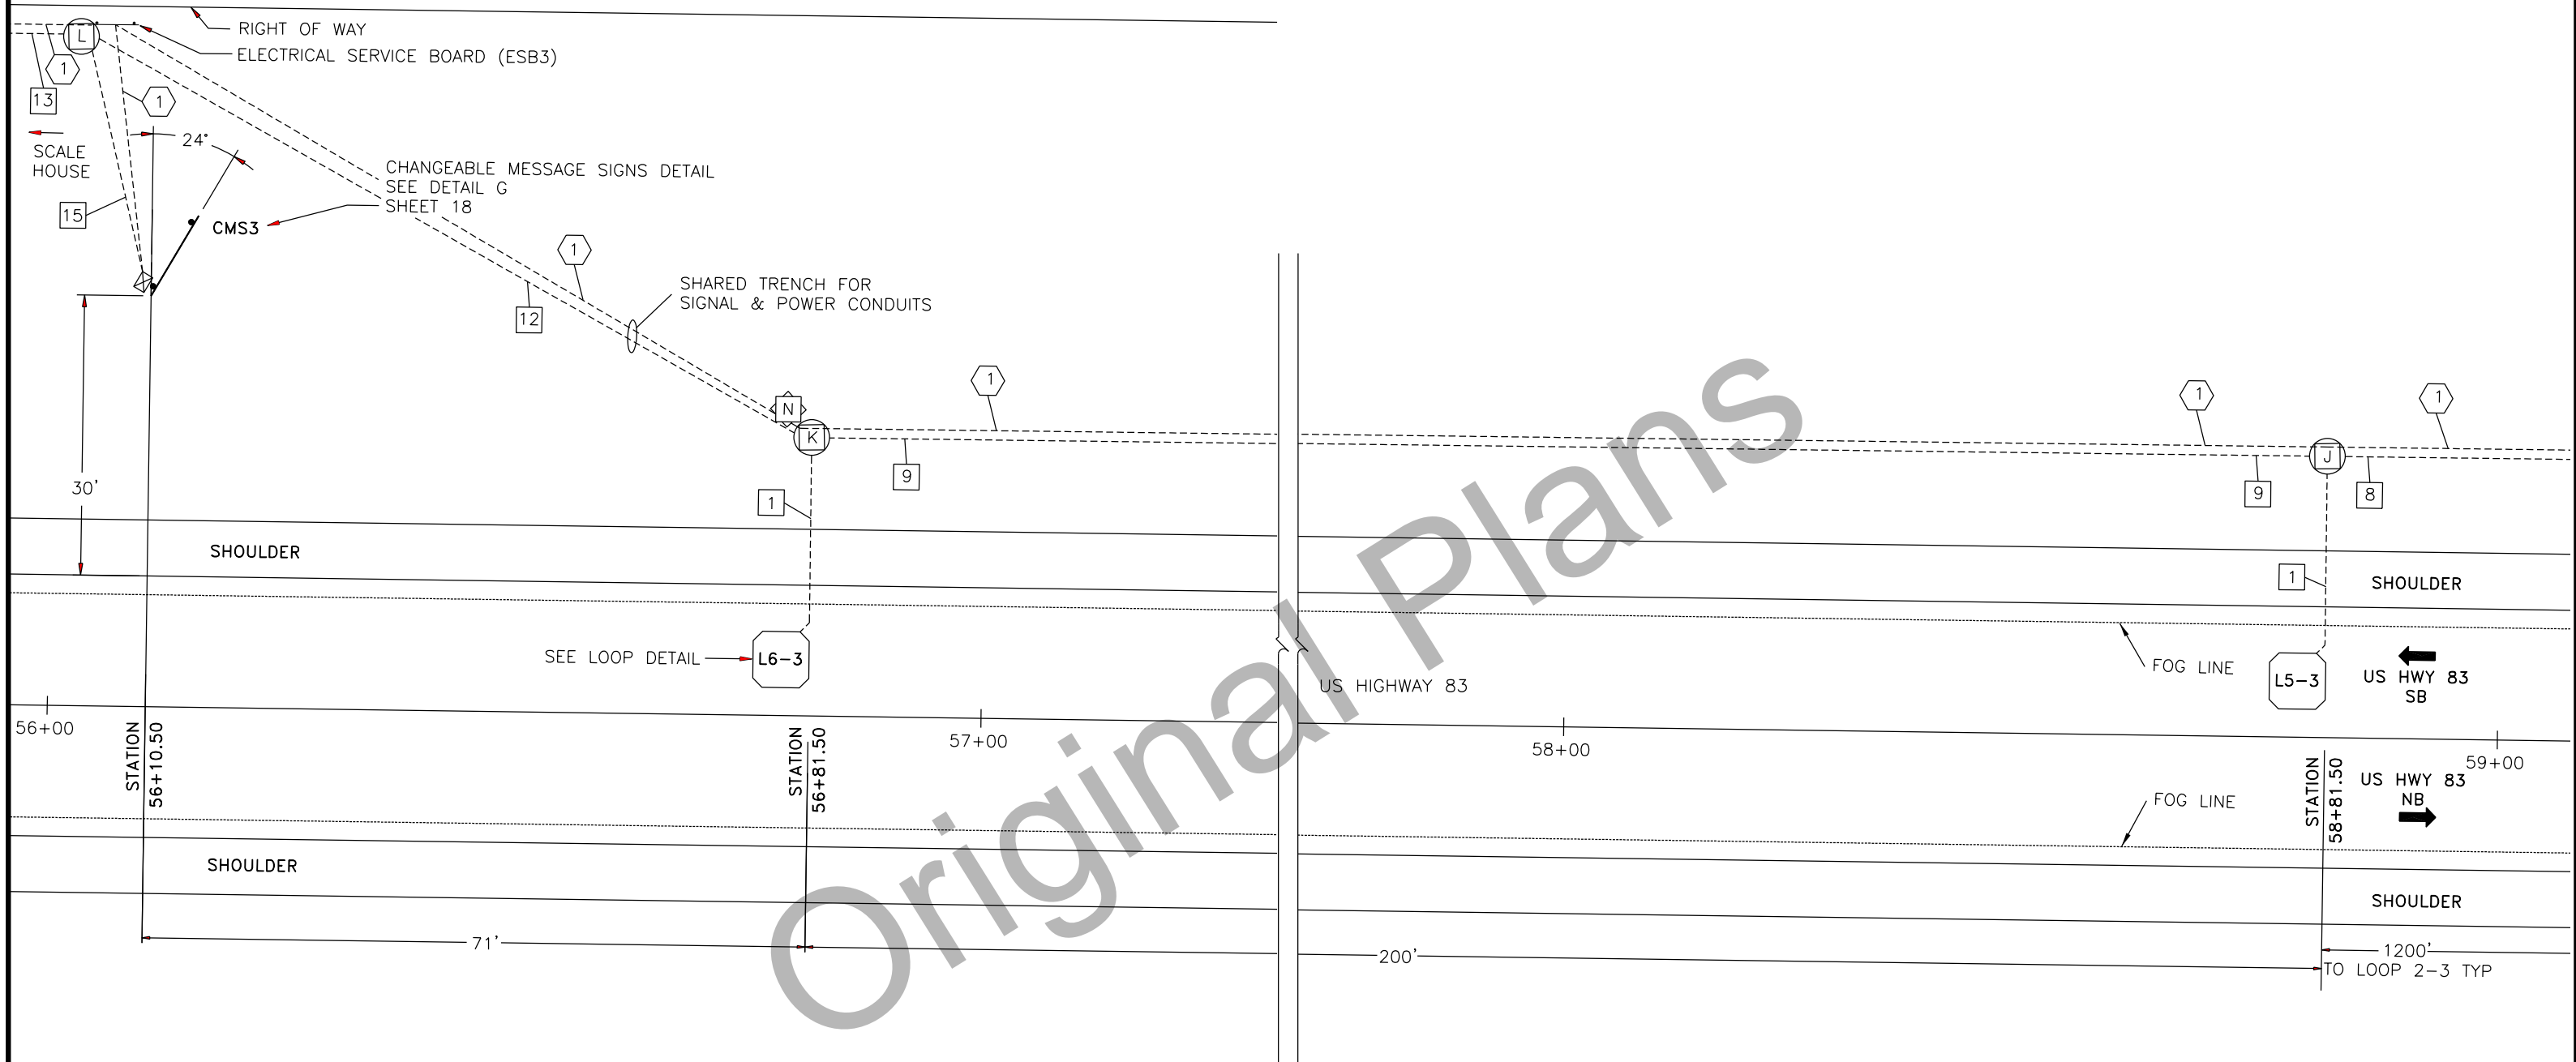 RIGHT OF WAY
L
ELECTRICAL SERVICE BOARD (ESB3)
1
13
1
24°
SCALE
HOUSE
CHANGEABLE MESSAGE SIGNS DETAIL
SEE DETAIL G
SHEET 18
15
CMS3
1
SHARED TRENCH FOR
SIGNAL & POWER CONDUITS
12
1
1
1
N
K
J
9
9
8
30'
1
SHOULDER
1
SHOULDER
SEE LOOP DETAIL
L6-3
FOG LINE
L5-3
US HWY 83
SB
US HIGHWAY 83
56+00
57+00
58+00
59+00
STATION
56+10.50
STATION
56+81.50
STATION
58+81.50
US HWY 83
NB
FOG LINE
SHOULDER
SHOULDER
71'
200'
1200'
TO LOOP 2-3 TYP
Original Plans